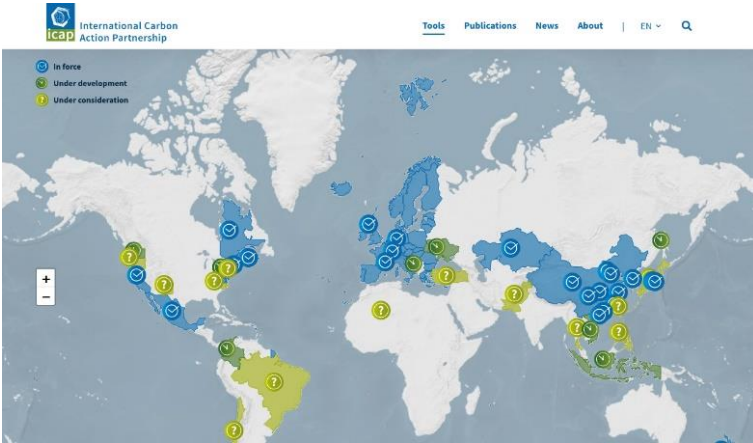 icap
International Carbon
Action Partnership
Tools Publications News About | EN
In force
Under development
Under consideration
+
−